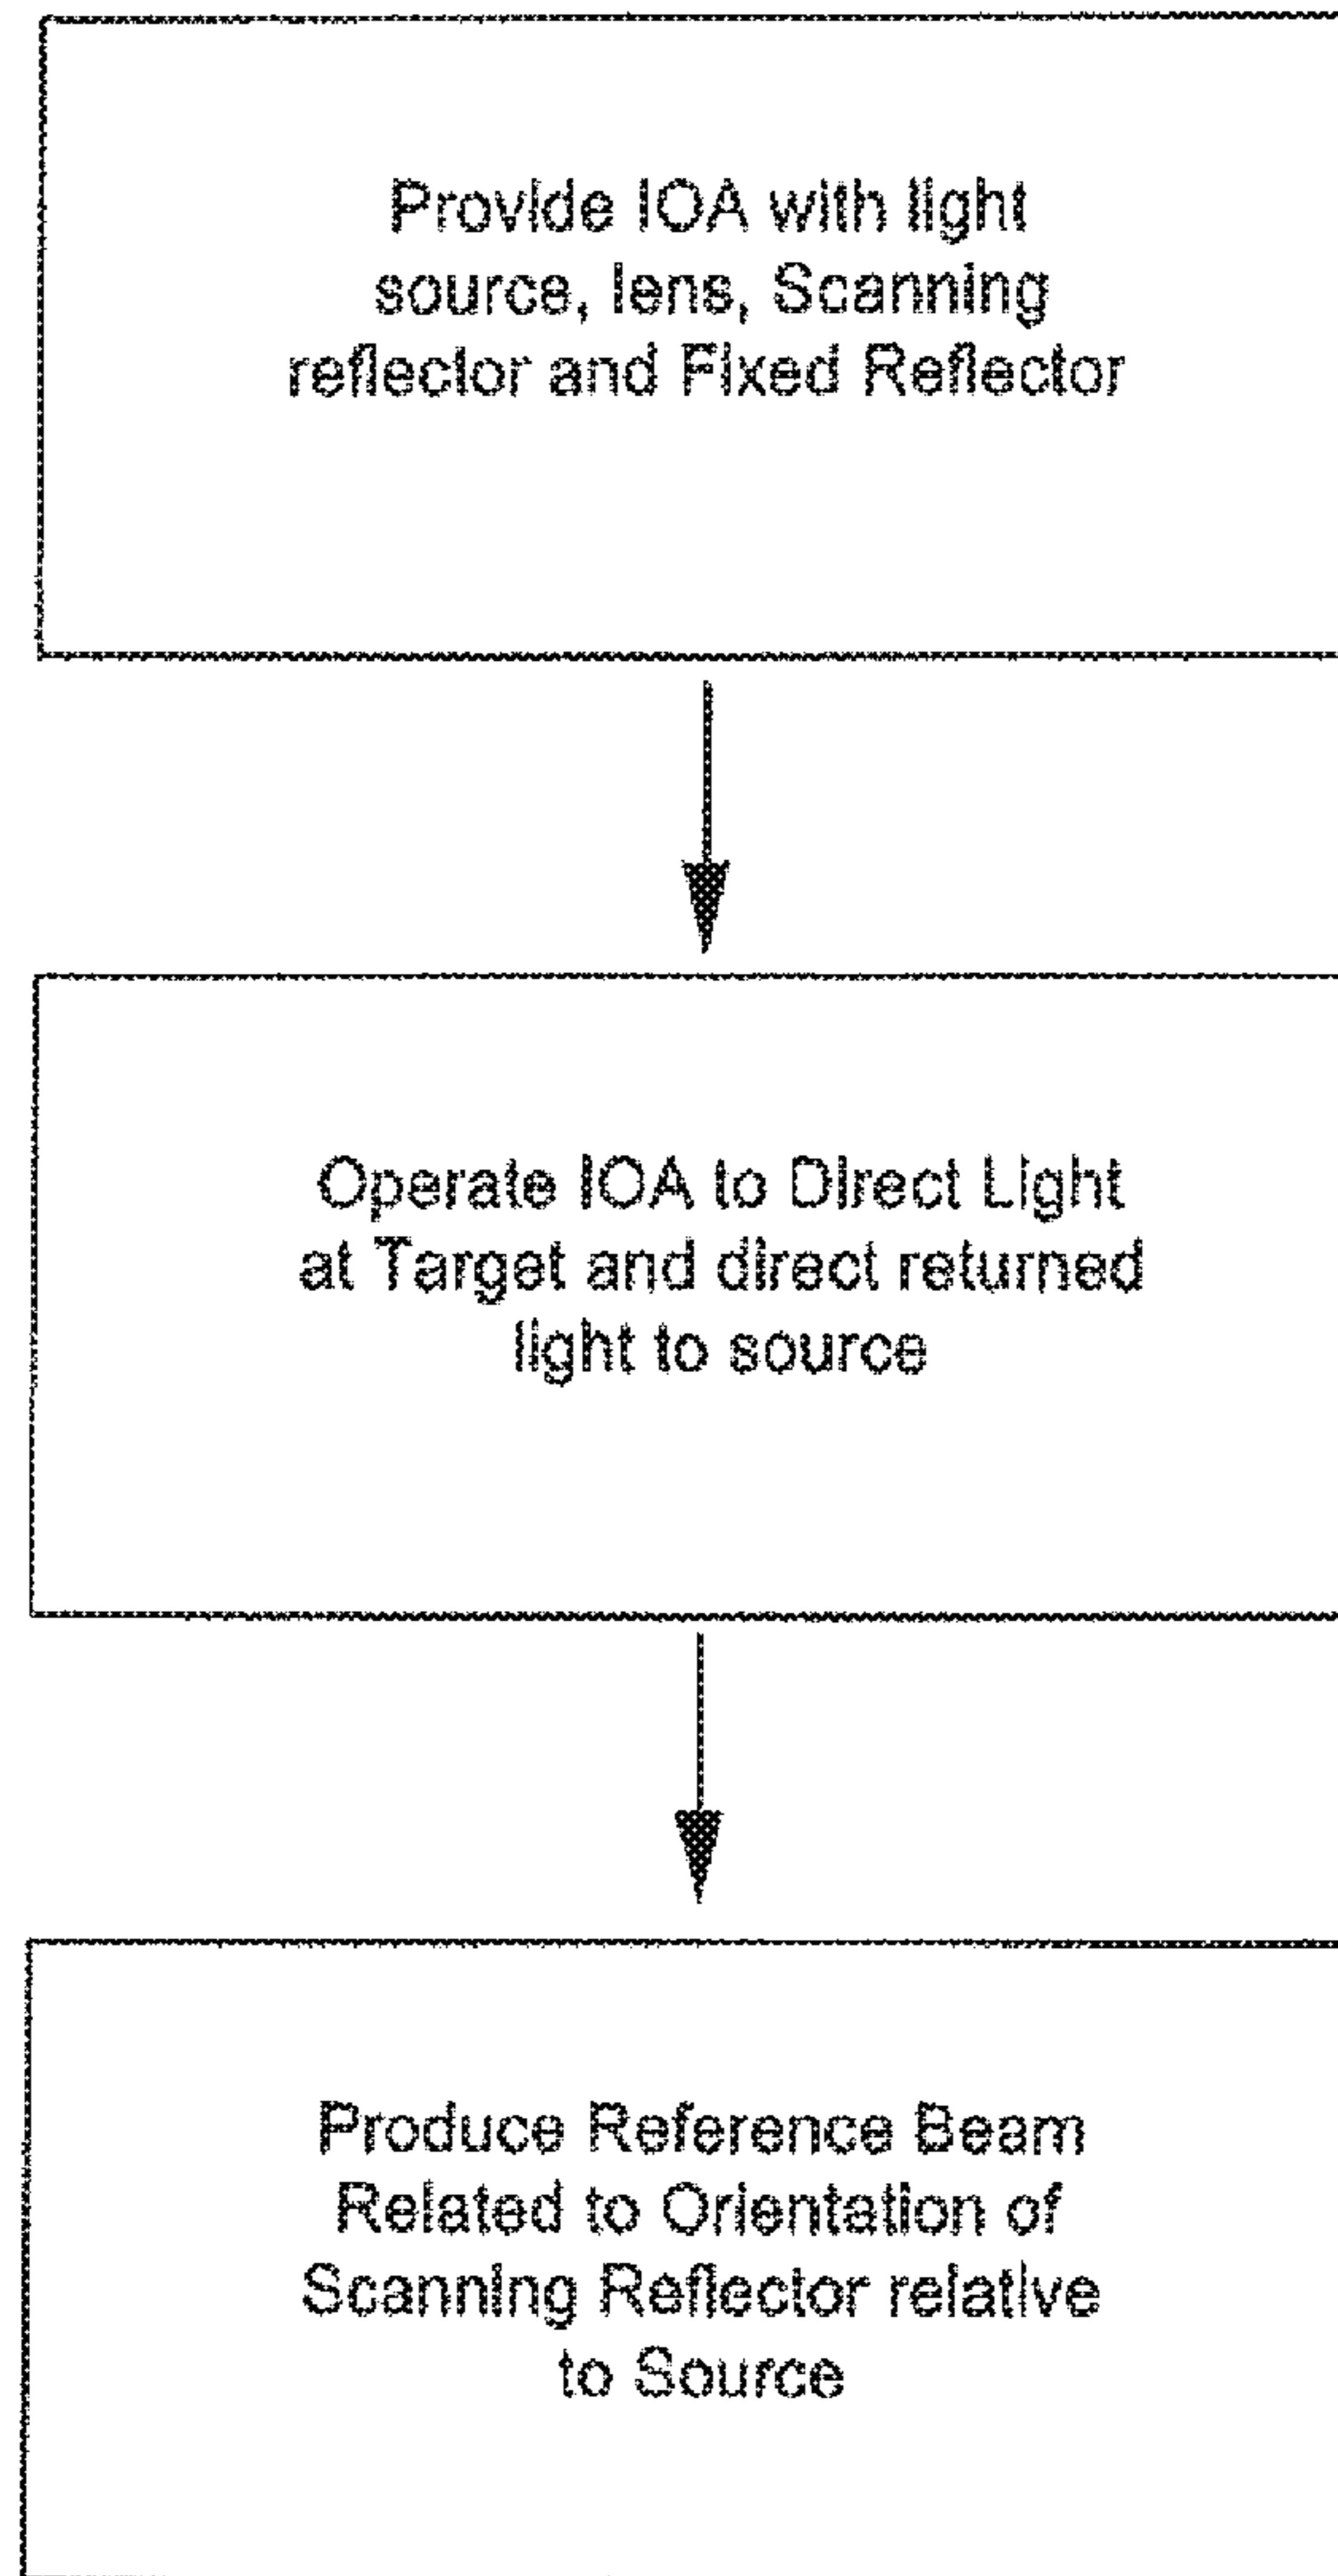 Provide IOA with light
source, lens, Scanning
reflector and Fixed Reflector
Operate IOA to Direct Light
at Target and direct returned
light to source
Produce Reference Beam
Related to Orientation of
Scanning Reflector relative
to Source